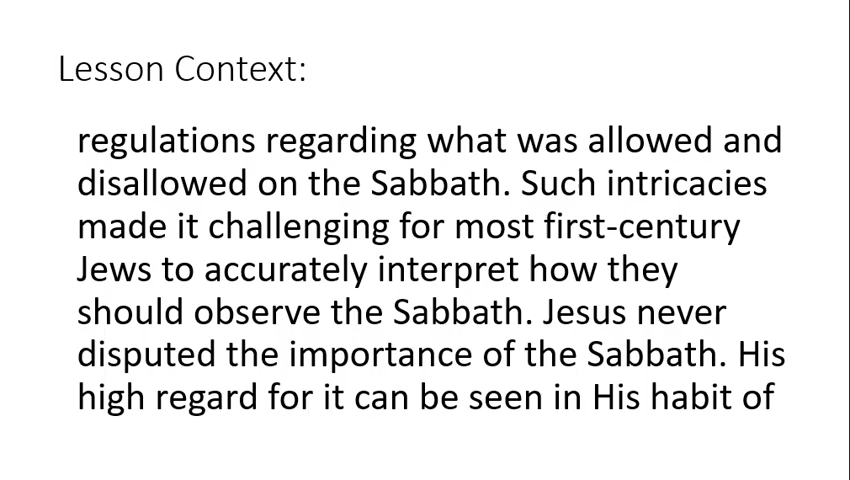 Lesson Context:
regulations regarding what was allowed and
disallowed on the Sabbath. Such intricacies
made it challenging for most first-century
Jews to accurately interpret how they
should observe the Sabbath. Jesus never
disputed the importance of the Sabbath. His
high regard for it can be seen in His habit of